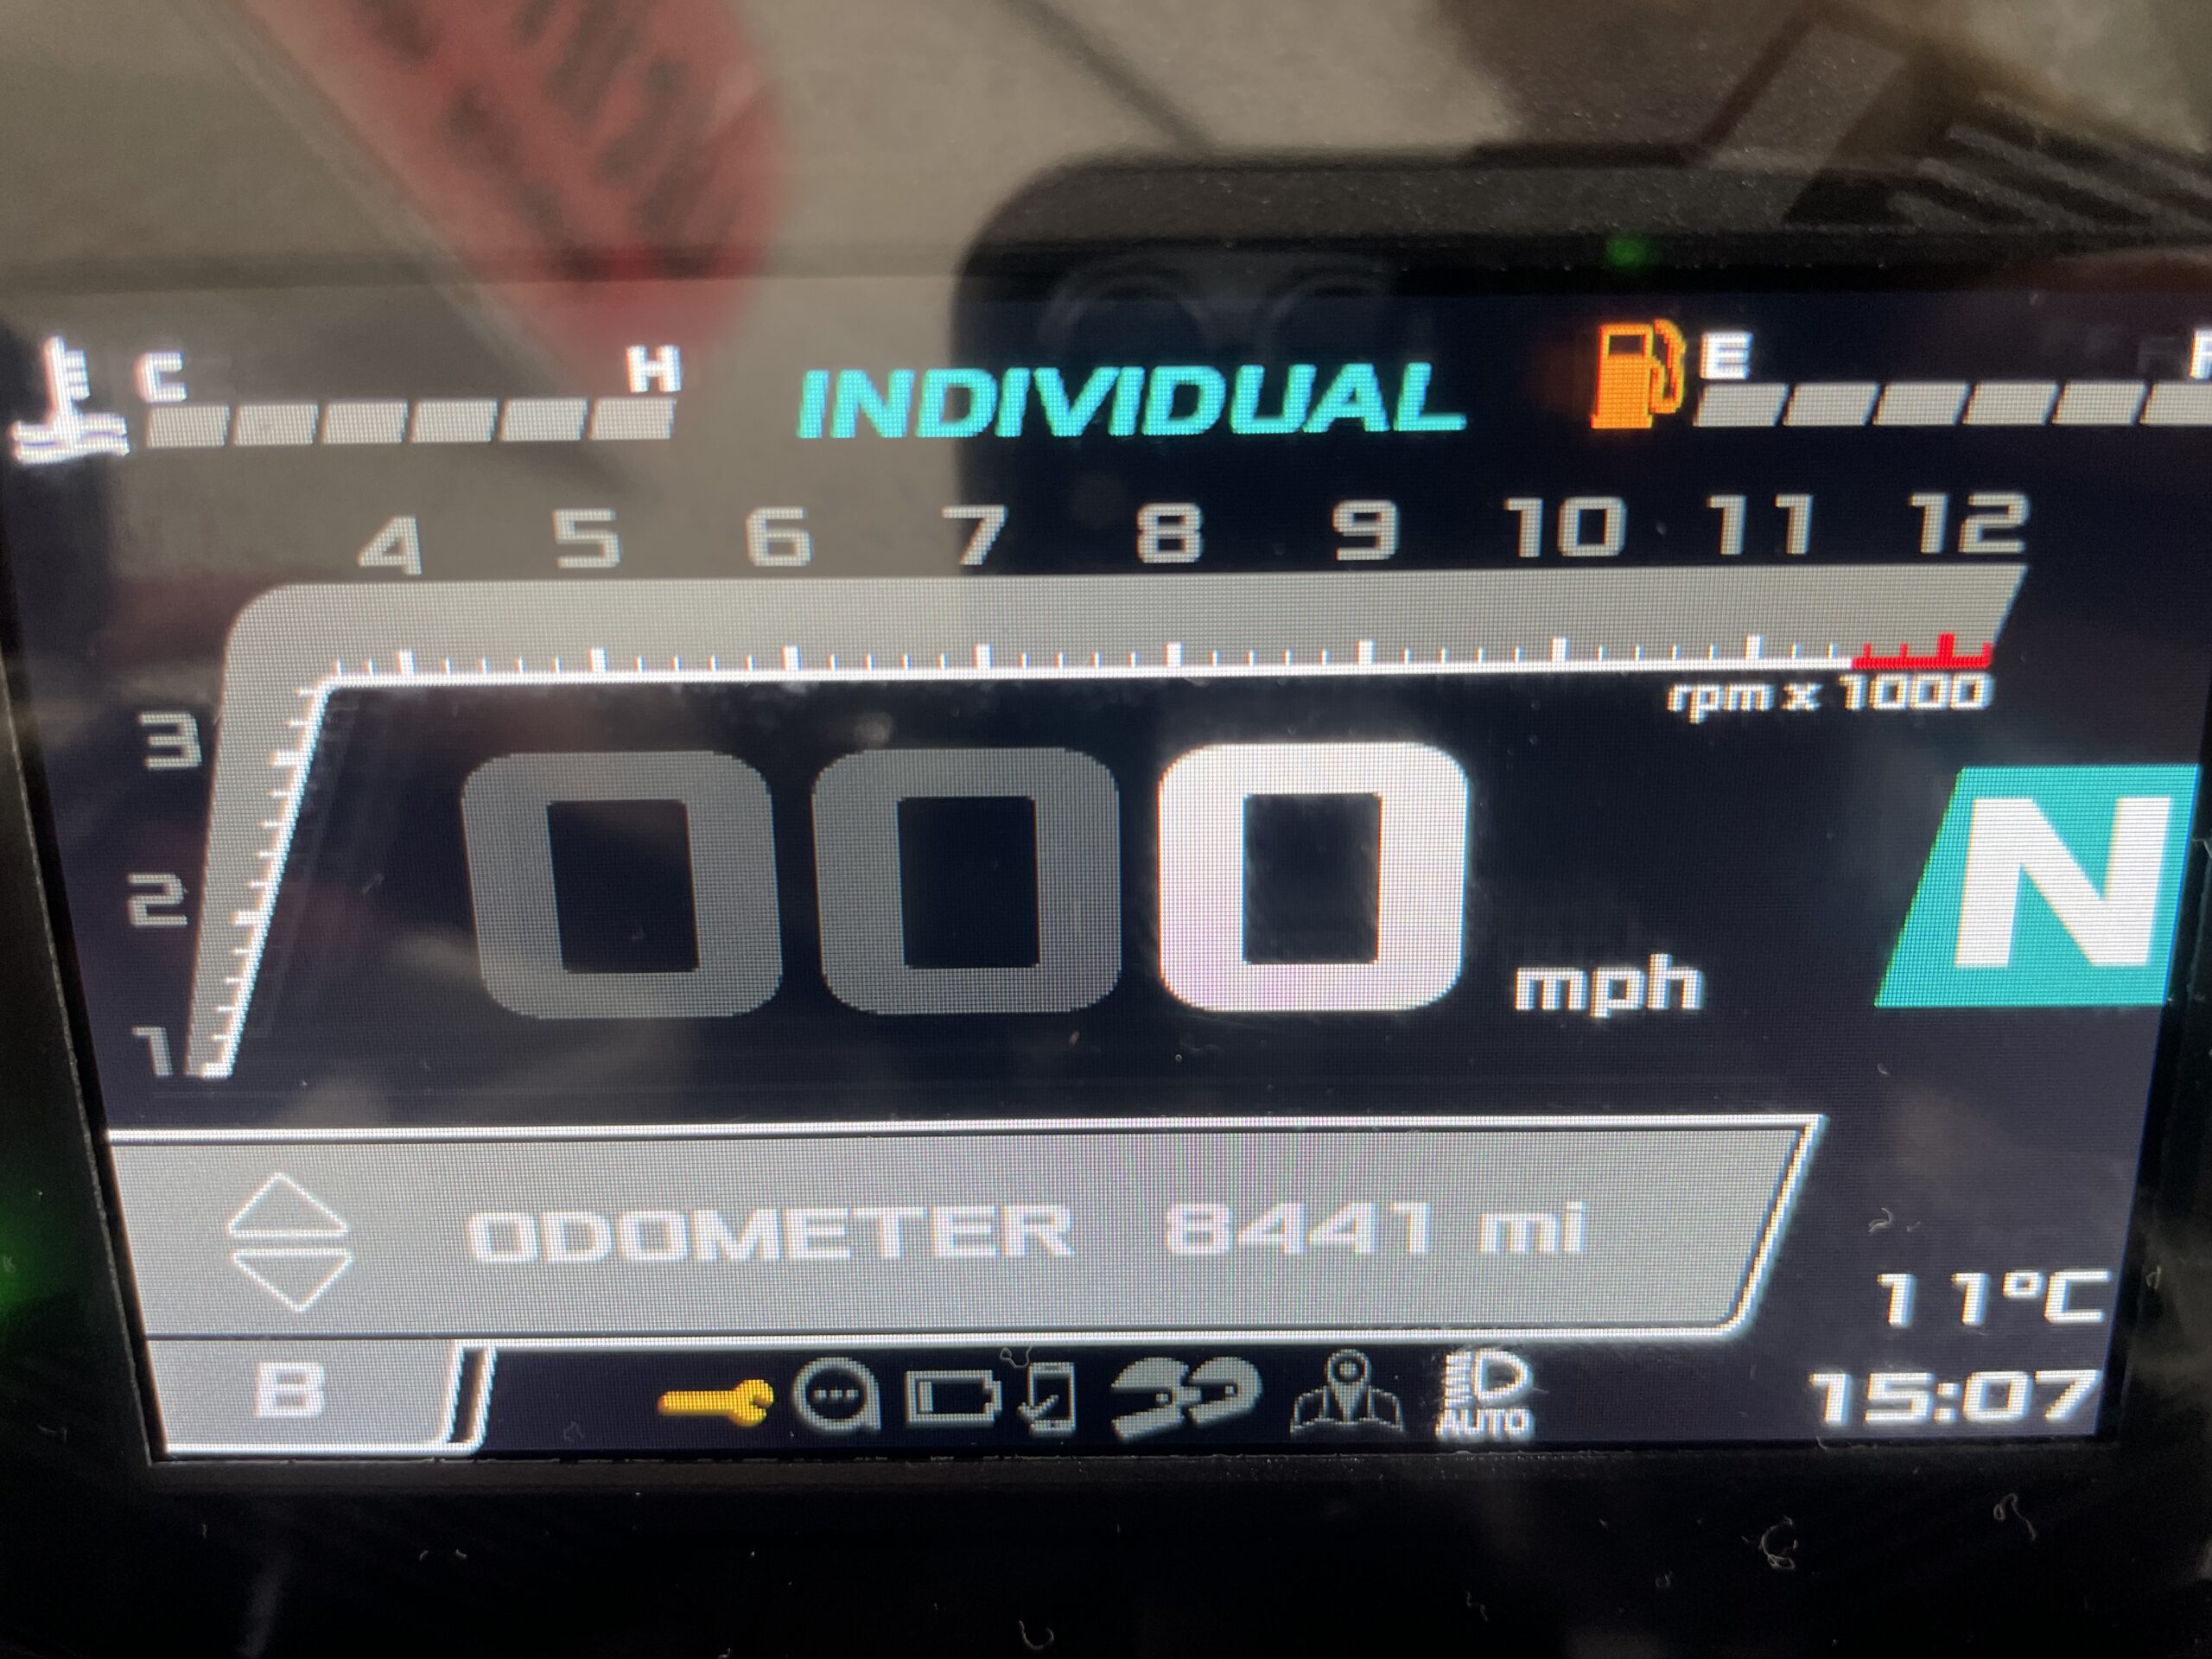 C H INDIVIDUAL E F
4 5 6 7 8 9 10 11 12
rpm x 1000
3
2
1
000 mph N
ODOMETER 8441 mi
11°C
B AUTO 15:07